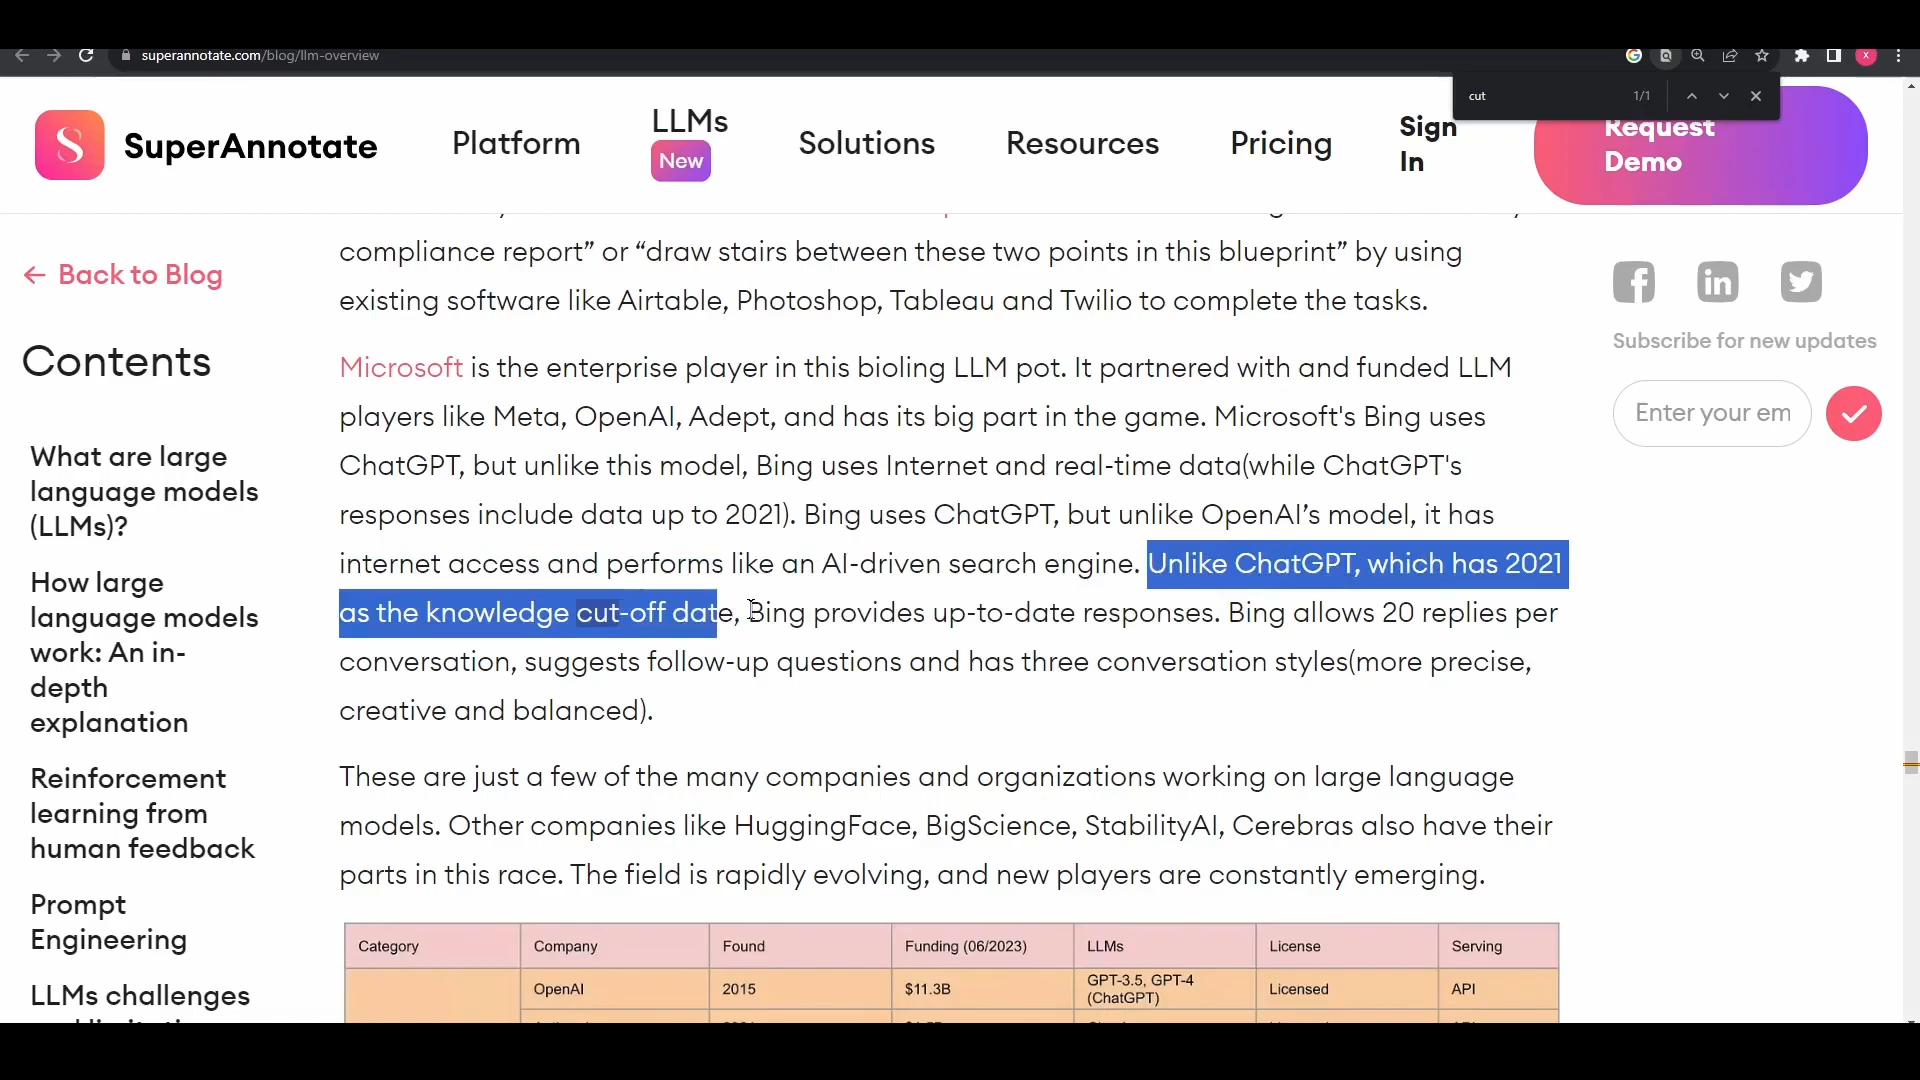 superannotate.com/blog/llm-overview
cut
1/1
SuperAnnotate
Platform
LLMs
New
Solutions
Resources
Pricing
Sign
In
Request
Demo
← Back to Blog
Contents
What are large
language models
(LLMs)?
How large
language models
work: An in-
depth
explanation
Reinforcement
learning from
human feedback
Prompt
Engineering
LLMs challenges
compliance report” or “draw stairs between these two points in this blueprint” by using
existing software like Airtable, Photoshop, Tableau and Twilio to complete the tasks.
Microsoft is the enterprise player in this bioling LLM pot. It partnered with and funded LLM
players like Meta, OpenAI, Adept, and has its big part in the game. Microsoft's Bing uses
ChatGPT, but unlike this model, Bing uses Internet and real-time data(while ChatGPT's
responses include data up to 2021). Bing uses ChatGPT, but unlike OpenAI’s model, it has
internet access and performs like an AI-driven search engine. Unlike ChatGPT, which has 2021
as the knowledge cut-off date, Bing provides up-to-date responses. Bing allows 20 replies per
conversation, suggests follow-up questions and has three conversation styles(more precise,
creative and balanced).
These are just a few of the many companies and organizations working on large language
models. Other companies like HuggingFace, BigScience, StabilityAI, Cerebras also have their
parts in this race. The field is rapidly evolving, and new players are constantly emerging.
Category Company Found Funding (06/2023) LLMs License Serving
OpenAI 2015 $11.3B GPT-3.5, GPT-4 Licensed API
(ChatGPT)
Subscribe for new updates
Enter your em